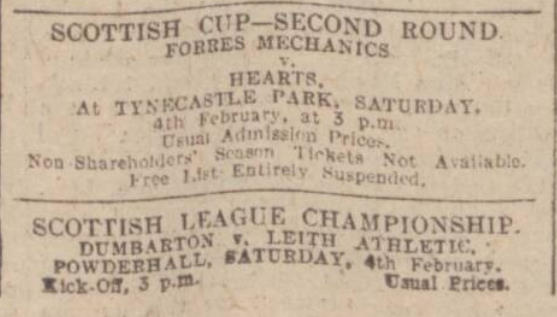 SCOTTISH CUP—SECOND ROUND.
FORRES MECHANICS
v.
HEARTS,
At TYNECASTLE PARK, SATURDAY,
4th February, at 3 p.m.
Usual Admission Prices.
Non-Shareholders' Season Tickets Not Available.
Free List Entirely Suspended.
SCOTTISH LEAGUE CHAMPIONSHIP.
DUMBARTON v. LEITH ATHLETIC,
POWDERHALL, SATURDAY, 4th February.
Kick-Off, 3 p.m. Usual Prices.